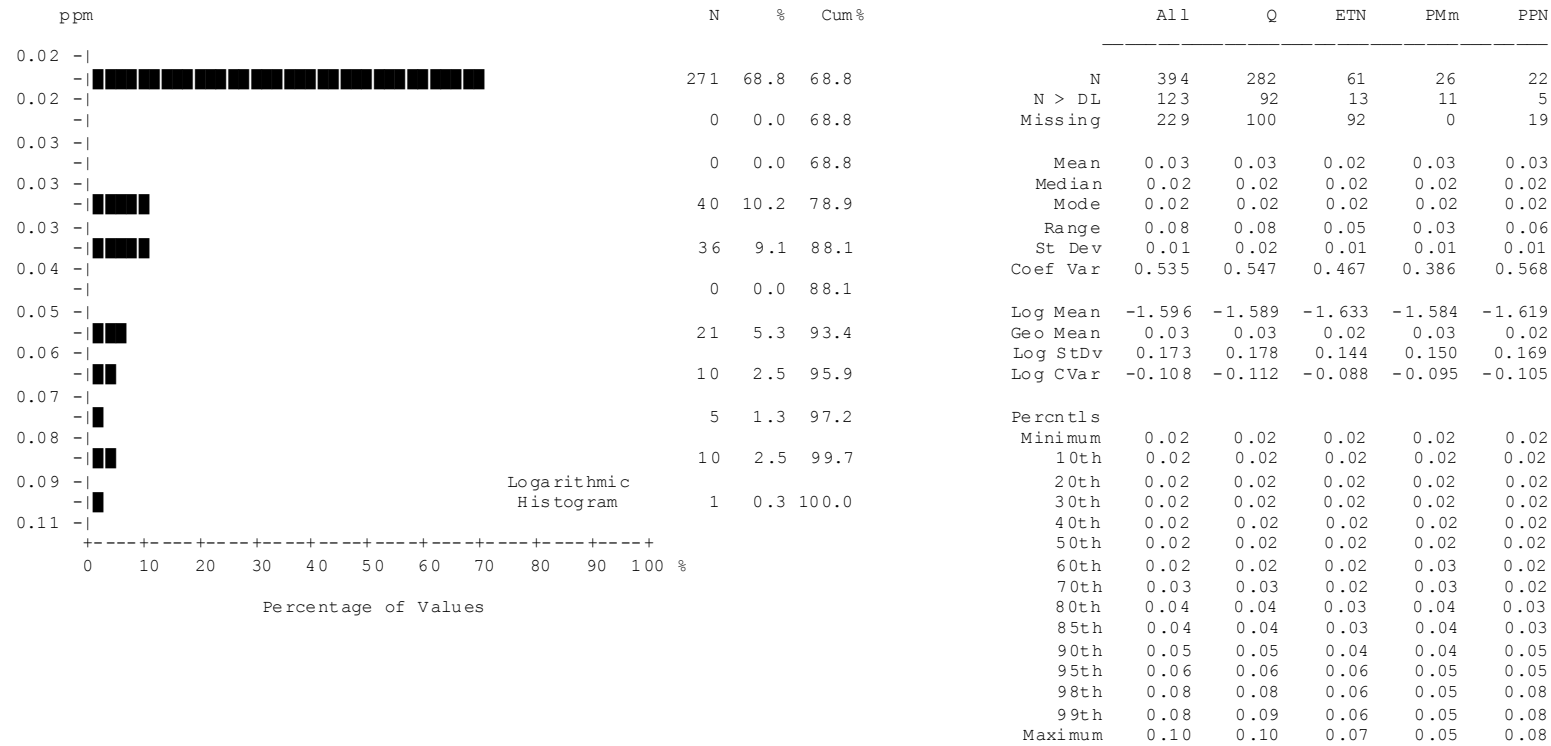 ppm N % Cum% All Q ETN PMm PPN
0.02 -|
-| 271 68.8 68.8 N 394 282 61 26 22
0.02 -| N > DL 123 92 13 11 5
-| 0 0.0 68.8 Missing 229 100 92 0 19
0.03 -|
-| 0 0.0 68.8 Mean 0.03 0.03 0.02 0.03 0.03
0.03 -| Median 0.02 0.02 0.02 0.02 0.02
-| 40 10.2 78.9 Mode 0.02 0.02 0.02 0.02 0.02
0.03 -| Range 0.08 0.08 0.05 0.03 0.06
-| 36 9.1 88.1 St Dev 0.01 0.02 0.01 0.01 0.01
0.04 -| Coef Var 0.535 0.547 0.467 0.386 0.568
-| 0 0.0 88.1
0.05 -| Log Mean -1.596 -1.589 -1.633 -1.584 -1.619
-| 21 5.3 93.4 Geo Mean 0.03 0.03 0.02 0.03 0.02
0.06 -| Log StDv 0.173 0.178 0.144 0.150 0.169
-| 10 2.5 95.9 Log CVar -0.108 -0.112 -0.088 -0.095 -0.105
0.07 -|
-| 5 1.3 97.2 Percntls
0.08 -| Minimum 0.02 0.02 0.02 0.02 0.02
-| 10 2.5 99.7 10th 0.02 0.02 0.02 0.02 0.02
0.09 -| Logarithmic 20th 0.02 0.02 0.02 0.02 0.02
-| Histogram 1 0.3 100.0 30th 0.02 0.02 0.02 0.02 0.02
0.11 -| 40th 0.02 0.02 0.02 0.02 0.02
+----+----+----+----+----+----+----+----+----+----+ 50th 0.02 0.02 0.02 0.02 0.02
0 10 20 30 40 50 60 70 80 90 100 % 60th 0.02 0.02 0.02 0.03 0.02
70th 0.03 0.03 0.02 0.03 0.02
Percentage of Values 80th 0.04 0.04 0.03 0.04 0.03
85th 0.04 0.04 0.03 0.04 0.03
90th 0.05 0.05 0.04 0.04 0.05
95th 0.06 0.06 0.06 0.05 0.05
98th 0.08 0.08 0.06 0.05 0.08
99th 0.08 0.09 0.06 0.05 0.08
Maximum 0.10 0.10 0.07 0.05 0.08